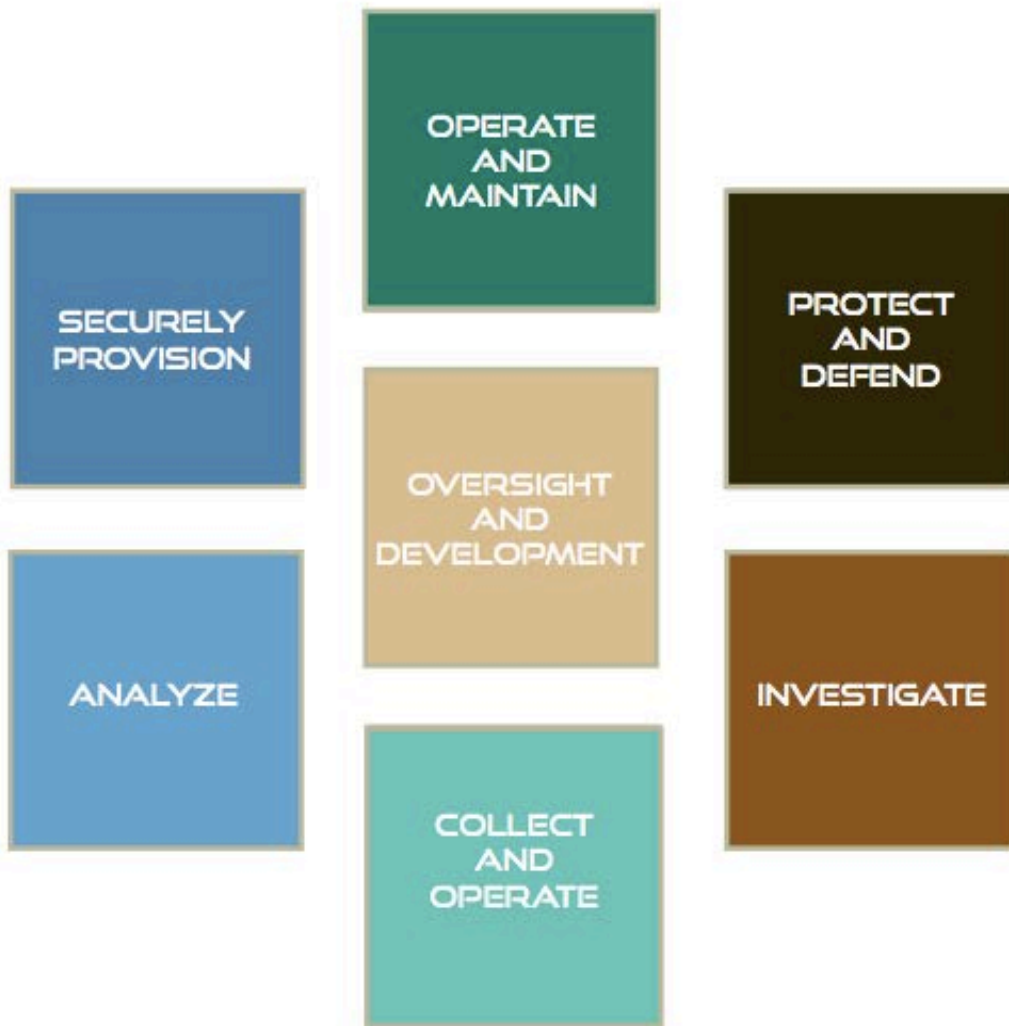 OPERATE
AND
MAINTAIN
SECURELY
PROVISION
PROTECT
AND
DEFEND
OVERSIGHT
AND
DEVELOPMENT
ANALYZE
INVESTIGATE
COLLECT
AND
OPERATE